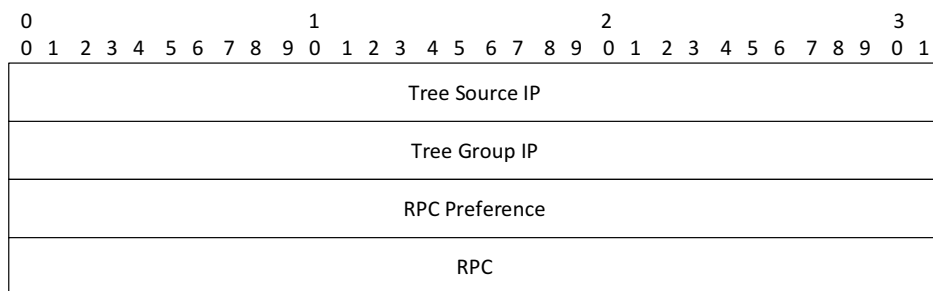 0 1 2 3
0 1 2 3 4 5 6 7 8 9 0 1 2 3 4 5 6 7 8 9 0 1 2 3 4 5 6 7 8 9 0 1
Tree Source IP
Tree Group IP
RPC Preference
RPC